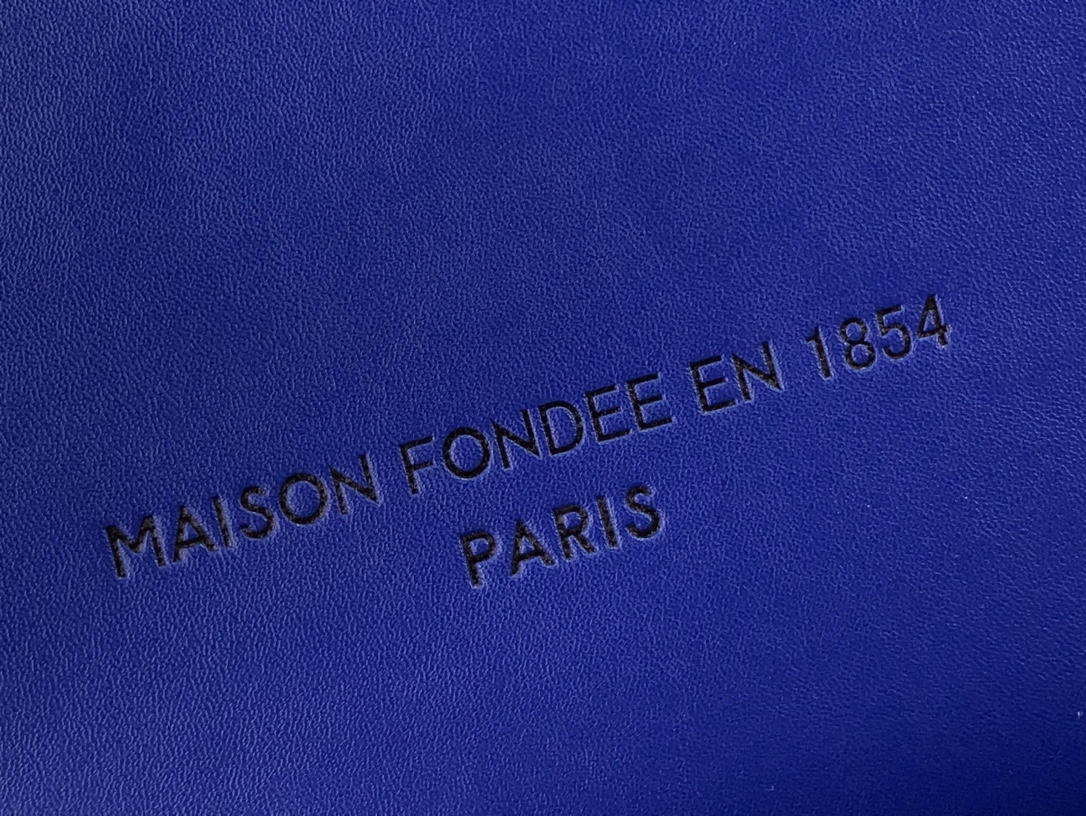 MAISON FONDEE EN 1854
PARIS